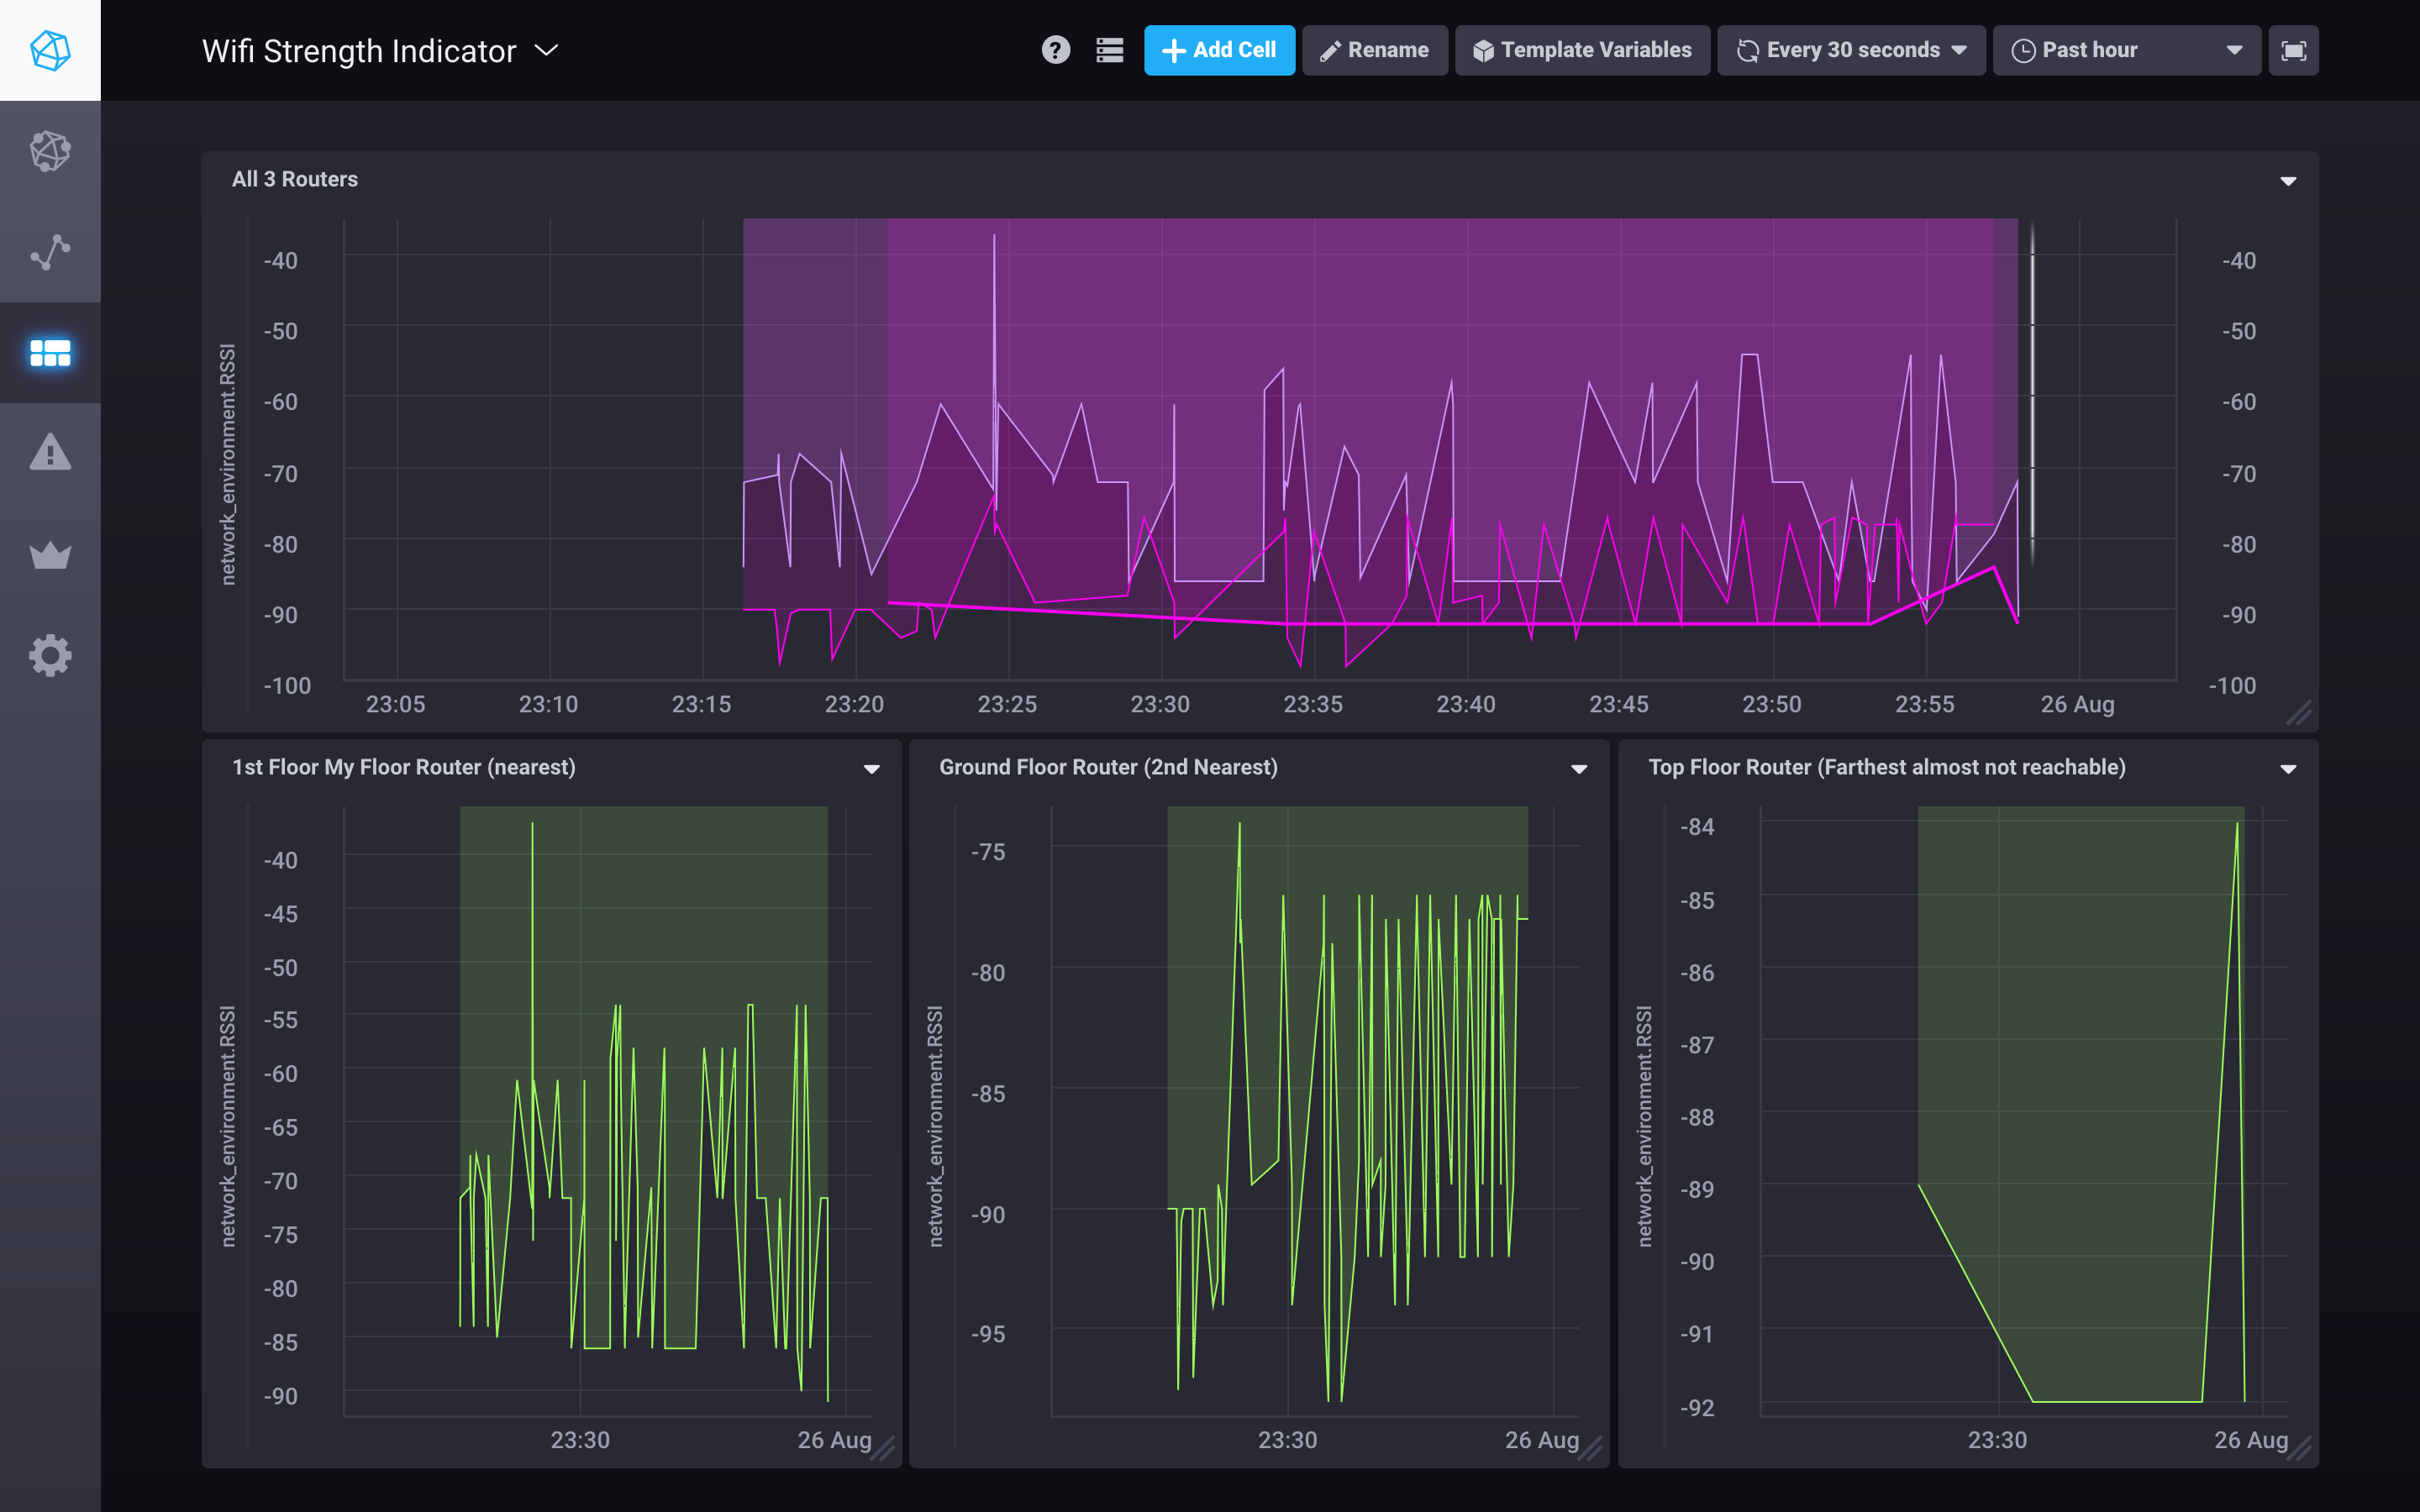 Wifi Strength Indicator
? Add Cell Rename Template Variables Every 30 seconds Past hour
All 3 Routers
network_environment.RSSI
-40
-50
-60
-70
-80
-90
-100
-40
-50
-60
-70
-80
-90
-100
23:05 23:10 23:15 23:20 23:25 23:30 23:35 23:40 23:45 23:50 23:55 26 Aug
1st Floor My Floor Router (nearest)
network_environment.RSSI
-40
-45
-50
-55
-60
-65
-70
-75
-80
-85
-90
23:30 26 Aug
Ground Floor Router (2nd Nearest)
network_environment.RSSI
-75
-80
-85
-90
-95
23:30 26 Aug
Top Floor Router (Farthest almost not reachable)
network_environment.RSSI
-84
-85
-86
-87
-88
-89
-90
-91
-92
23:30 26 Aug